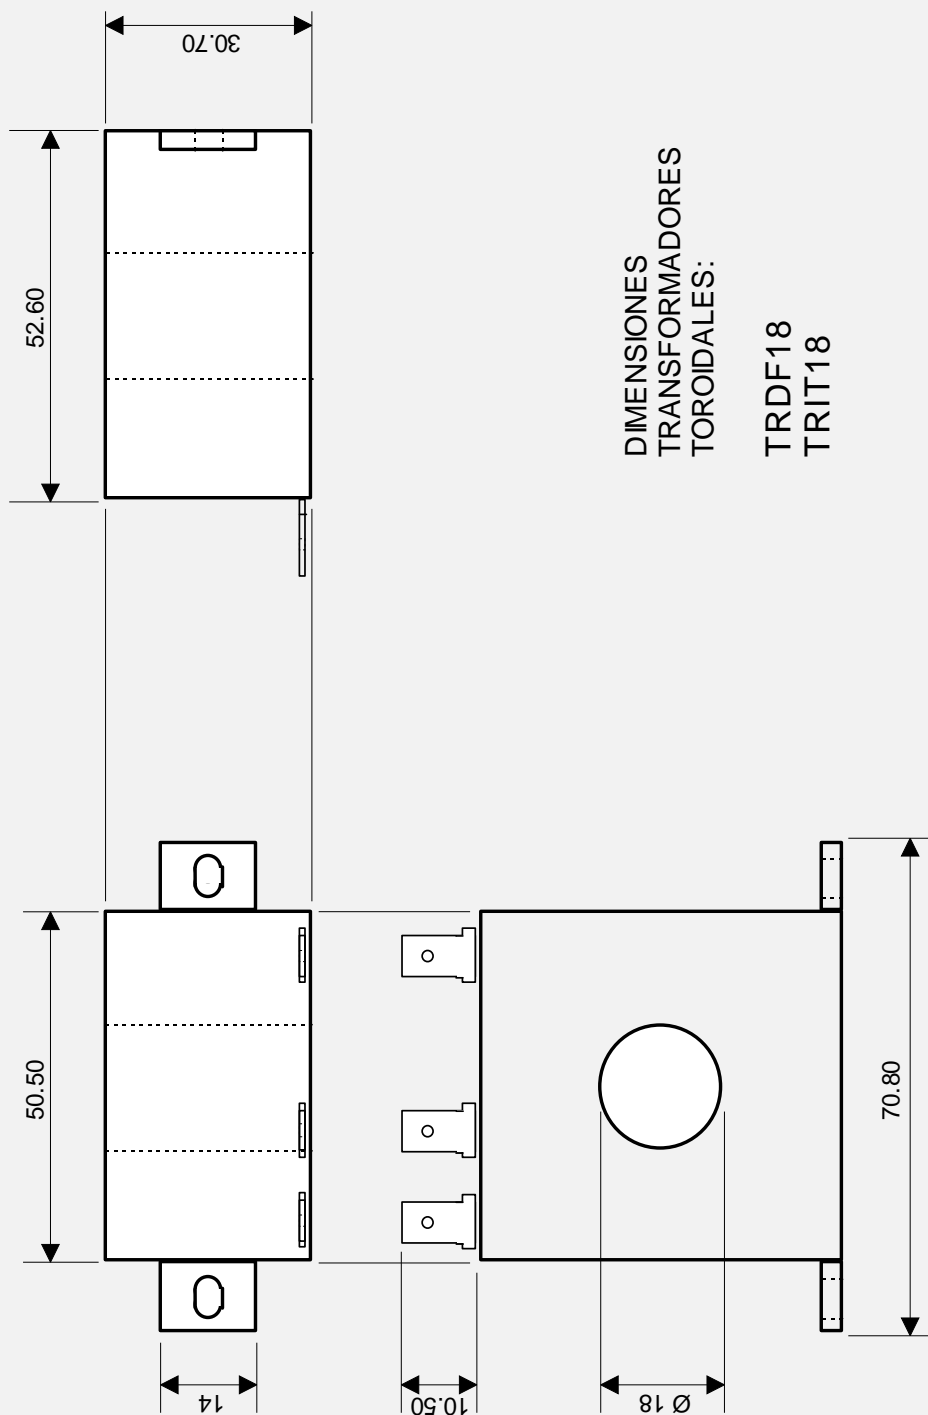 30.70
52.60
DIMENSIONES
TRANSFORMADORES
TOROIDALES:
TRDF18
TRIT18
50.50
70.80
14
10.50
Ø 18